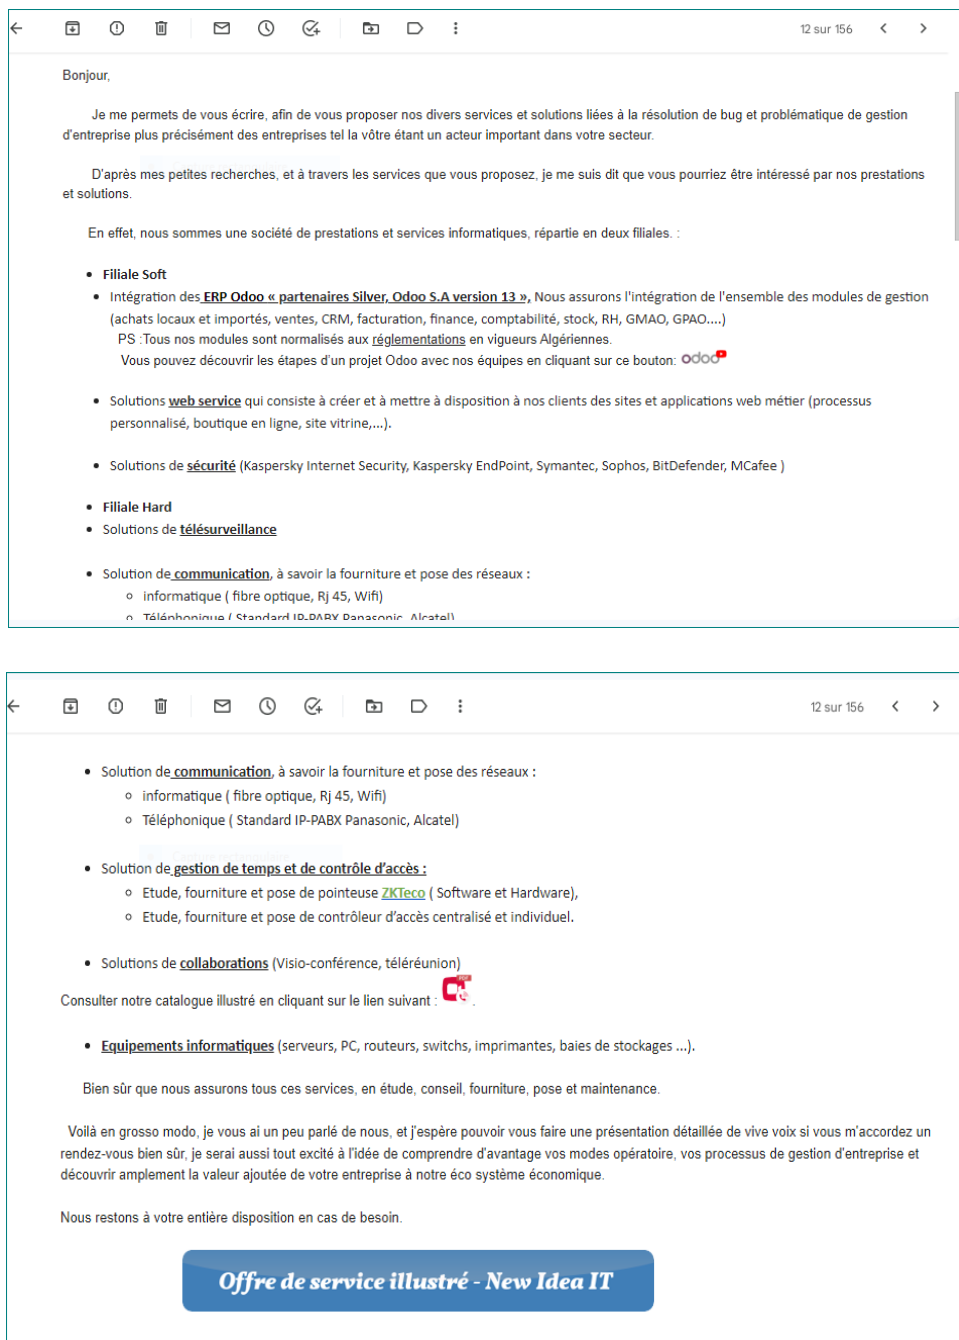 12 sur 156
Bonjour,
Je me permets de vous écrire, afin de vous proposer nos divers services et solutions liées à la résolution de bug et problématique de gestion
d'entreprise plus précisément des entreprises tel la vôtre étant un acteur important dans votre secteur.
D'après mes petites recherches, et à travers les services que vous proposez, je me suis dit que vous pourriez être intéressé par nos prestations
et solutions.
En effet, nous sommes une société de prestations et services informatiques, répartie en deux filiales. :
• Filiale Soft
• Intégration des ERP Odoo « partenaires Silver, Odoo S.A version 13 », Nous assurons l'intégration de l'ensemble des modules de gestion
(achats locaux et importés, ventes, CRM, facturation, finance, comptabilité, stock, RH, GMAO, GPAO....)
PS :Tous nos modules sont normalisés aux réglementations en vigueurs Algériennes.
Vous pouvez découvrir les étapes d'un projet Odoo avec nos équipes en cliquant sur ce bouton: odoo
• Solutions web service qui consiste à créer et à mettre à disposition à nos clients des sites et applications web métier (processus
personnalisé, boutique en ligne, site vitrine,...).
• Solutions de sécurité (Kaspersky Internet Security, Kaspersky EndPoint, Symantec, Sophos, BitDefender, MCafee )
• Filiale Hard
• Solutions de télésurveillance
• Solution de communication, à savoir la fourniture et pose des réseaux :
o informatique ( fibre optique, Rj 45, Wifi)
o Téléphonique ( Standard IP-PABX Panasonic, Alcatel)
12 sur 156
• Solution de communication, à savoir la fourniture et pose des réseaux :
o informatique ( fibre optique, Rj 45, Wifi)
o Téléphonique ( Standard IP-PABX Panasonic, Alcatel)
• Solution de gestion de temps et de contrôle d'accès :
o Etude, fourniture et pose de pointeuse ZKTeco ( Software et Hardware),
o Etude, fourniture et pose de contrôleur d'accès centralisé et individuel.
• Solutions de collaborations (Visio-conférence, téléréunion)
Consulter notre catalogue illustré en cliquant sur le lien suivant : .
• Equipements informatiques (serveurs, PC, routeurs, switchs, imprimantes, baies de stockages ...).
Bien sûr que nous assurons tous ces services, en étude, conseil, fourniture, pose et maintenance.
Voilà en grosso modo, je vous ai un peu parlé de nous, et j'espère pouvoir vous faire une présentation détaillée de vive voix si vous m'accordez un
rendez-vous bien sûr, je serai aussi tout excité à l'idée de comprendre d'avantage vos modes opératoire, vos processus de gestion d'entreprise et
découvrir amplement la valeur ajoutée de votre entreprise à notre éco système économique.
Nous restons à votre entière disposition en cas de besoin.
Offre de service illustré - New Idea IT